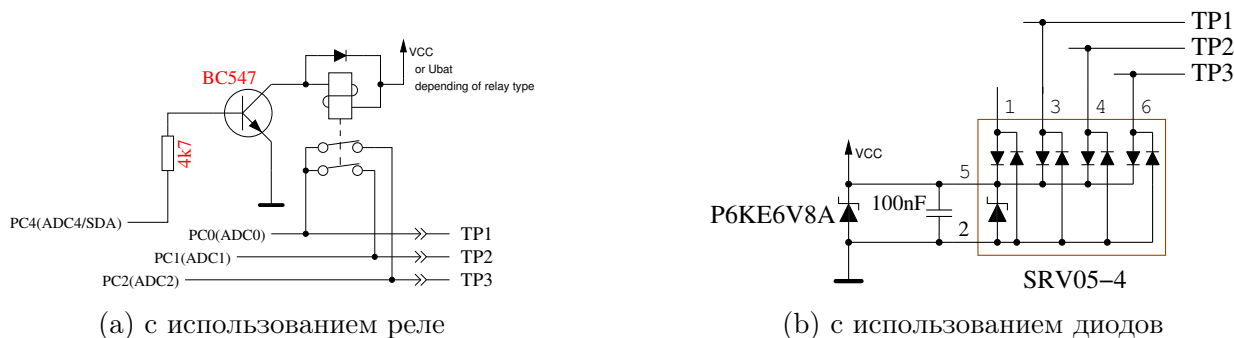 BC547
VCC
or Ubat
depending of relay type
4k7
PC4(ADC4/SDA)
PC0(ADC0)
TP1
PC1(ADC1)
TP2
PC2(ADC2)
TP3
(a) с использованием реле
TP1
TP2
TP3
1 3 4 6
VCC
5
P6KE6V8A
100nF
2
SRV05−4
(b) с использованием диодов